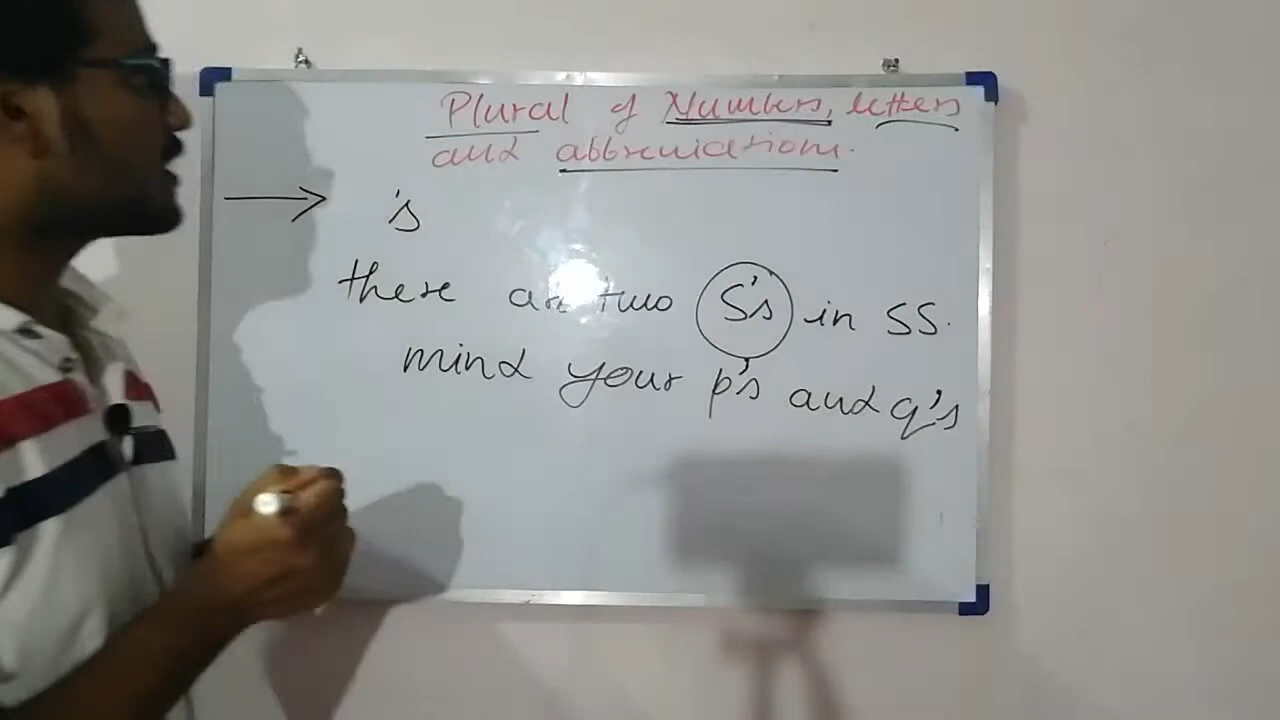 Plural of Numbers, letters
and abbreviations.
's
there are two S's in SS.
mind your p's and q's